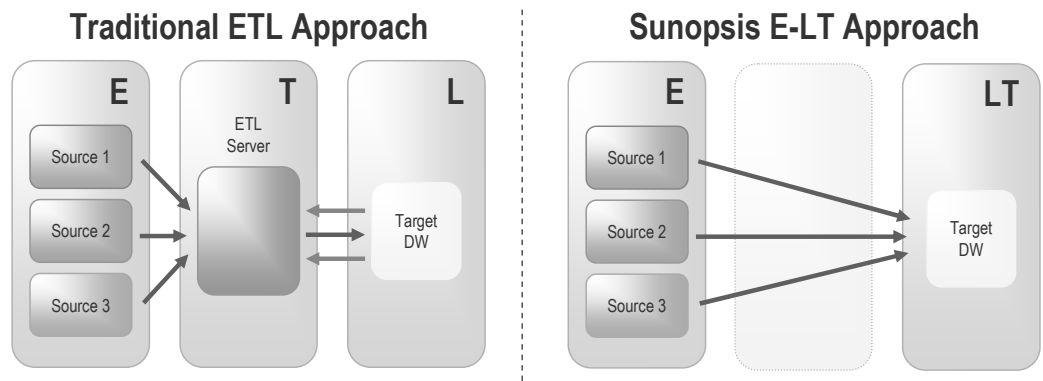 Traditional ETL Approach
E
T
L
ETL
Server
Source 1
Source 2
Source 3
Target
DW
Sunopsis E-LT Approach
E
LT
Source 1
Source 2
Source 3
Target
DW